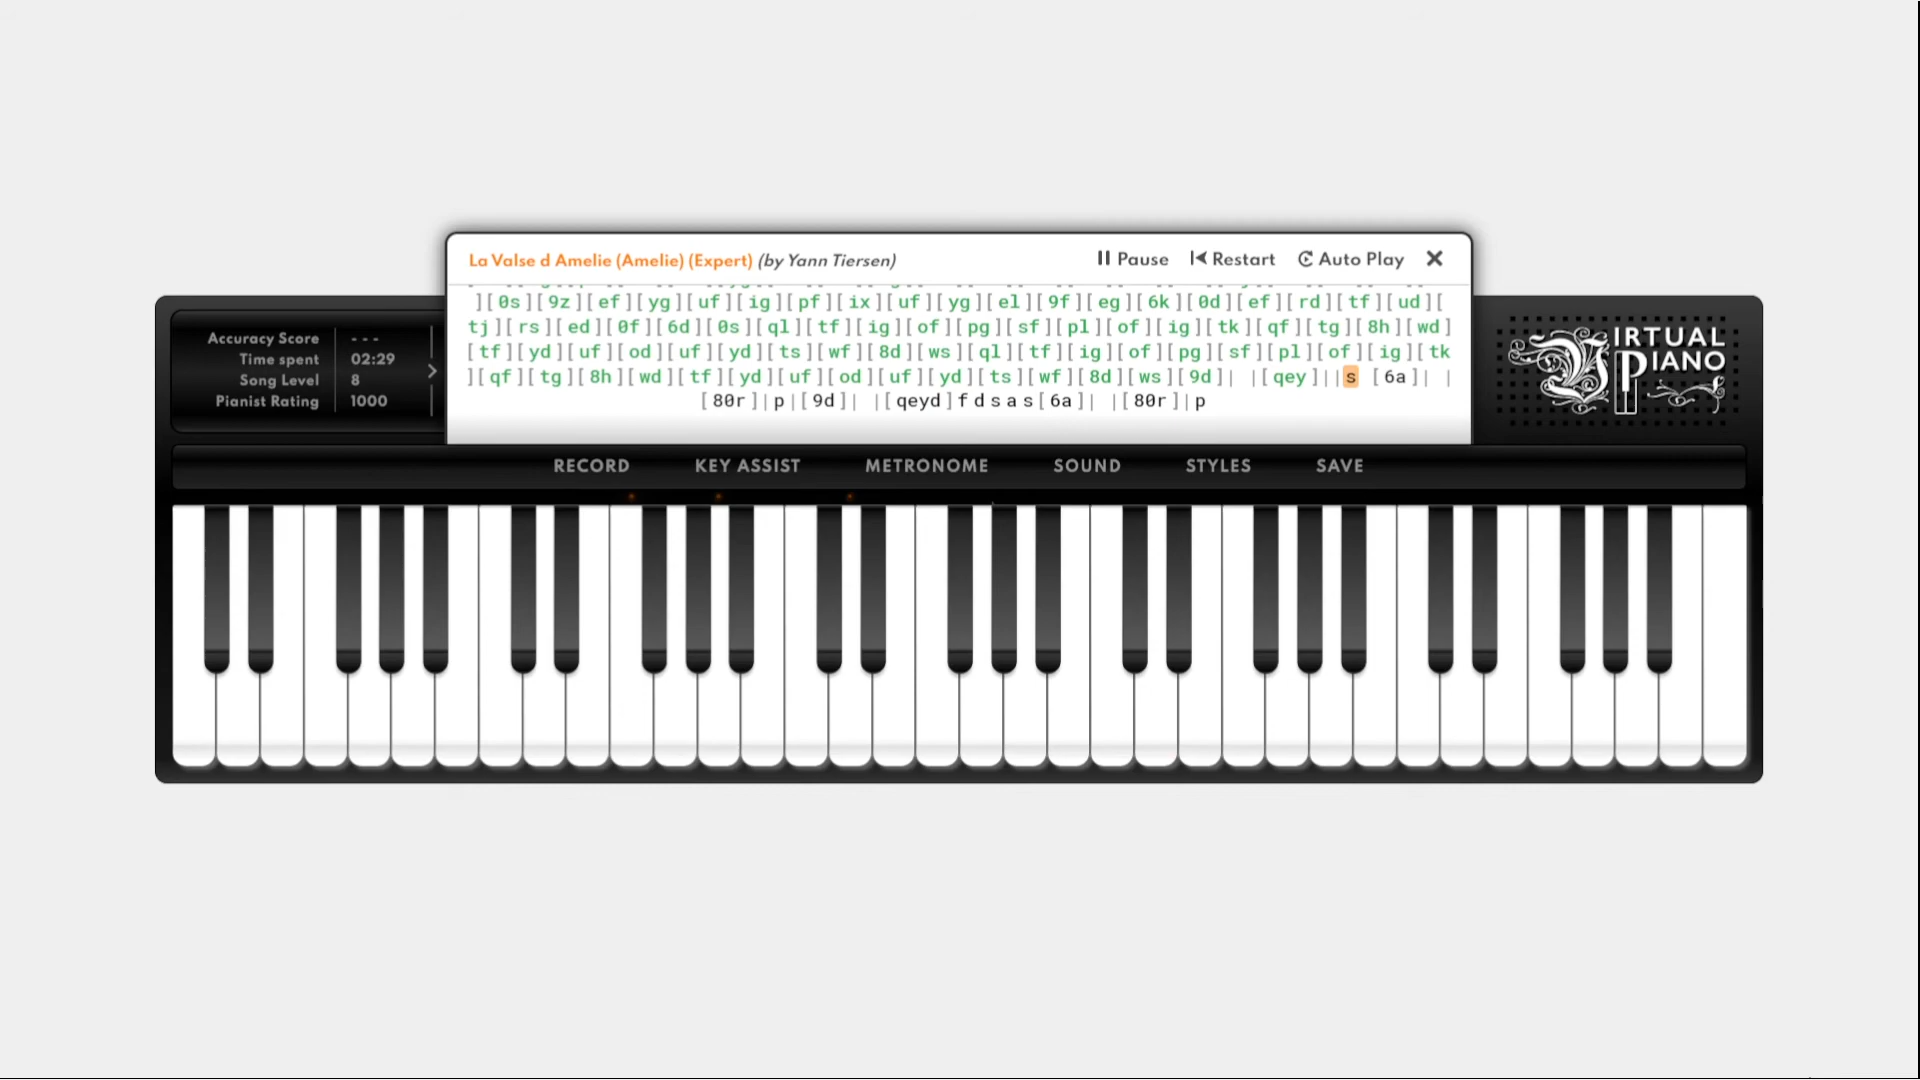 La Valse d Amelie (Amelie) (Expert) (by Yann Tiersen)
Pause
Restart
Auto Play
][0s][9z][ef][yg][uf][ig][pf][ix][uf][yg][el][9f][eg][6k][0d][ef][rd][tf][ud][
tj][rs][ed][0f][6d][0s][ql][tf][ig][of][pg][sf][pl][of][ig][tk][qf][tg][8h][wd]
[tf][yd][uf][od][uf][yd][ts][wf][8d][ws][ql][tf][ig][of][pg][sf][pl][of][ig][tk
][qf][tg][8h][wd][tf][yd][uf][od][uf][yd][ts][wf][8d][ws][9d]| |[qey]||s [6a]| |
[80r]|p|[9d]| |[qeyd]f d s a s[6a]| |[80r]|p
Accuracy Score ---
Time spent 02:29
Song Level 8
Pianist Rating 1000
VIRTUAL
PIANO
RECORD KEY ASSIST METRONOME SOUND STYLES SAVE